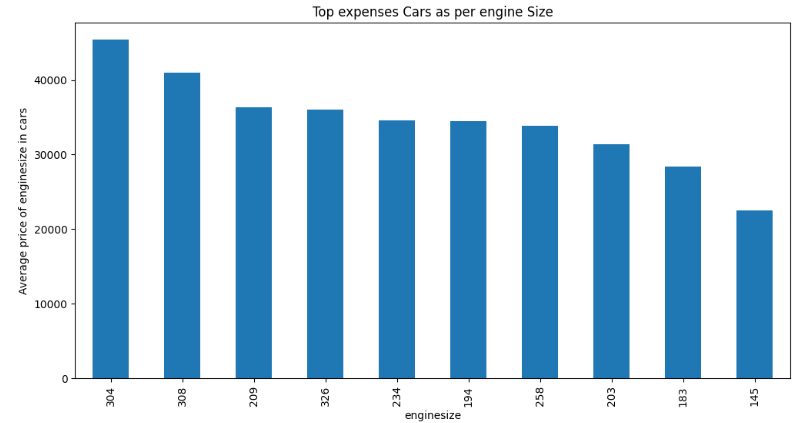 Top expenses Cars as per engine Size
Average price of enginesize in cars
40000
30000
20000
10000
0
304 308 209 326 234 194 258 203 183 145
enginesize